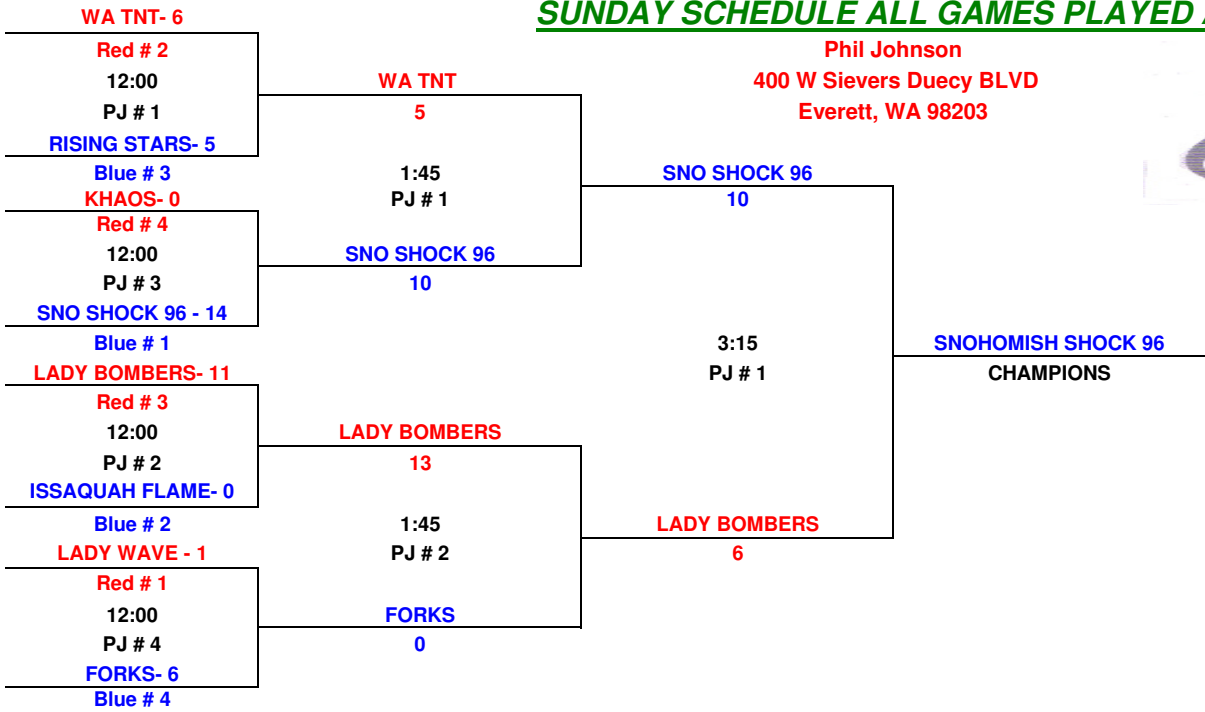 SUNDAY SCHEDULE ALL GAMES PLAYED
Phil Johnson
400 W Sievers Duecy BLVD
Everett, WA 98203
WA TNT- 6
Red # 2
12:00
PJ # 1
RISING STARS- 5
Blue # 3
KHAOS- 0
Red # 4
12:00
PJ # 3
SNO SHOCK 96 - 14
Blue # 1
LADY BOMBERS- 11
Red # 3
12:00
PJ # 2
ISSAQUAH FLAME- 0
Blue # 2
LADY WAVE - 1
Red # 1
12:00
PJ # 4
FORKS- 6
Blue # 4
WA TNT
5
1:45
PJ # 1
SNO SHOCK 96
10
LADY BOMBERS
13
1:45
PJ # 2
FORKS
0
SNO SHOCK 96
10
3:15
PJ # 1
LADY BOMBERS
6
SNOHOMISH SHOCK 96
CHAMPIONS